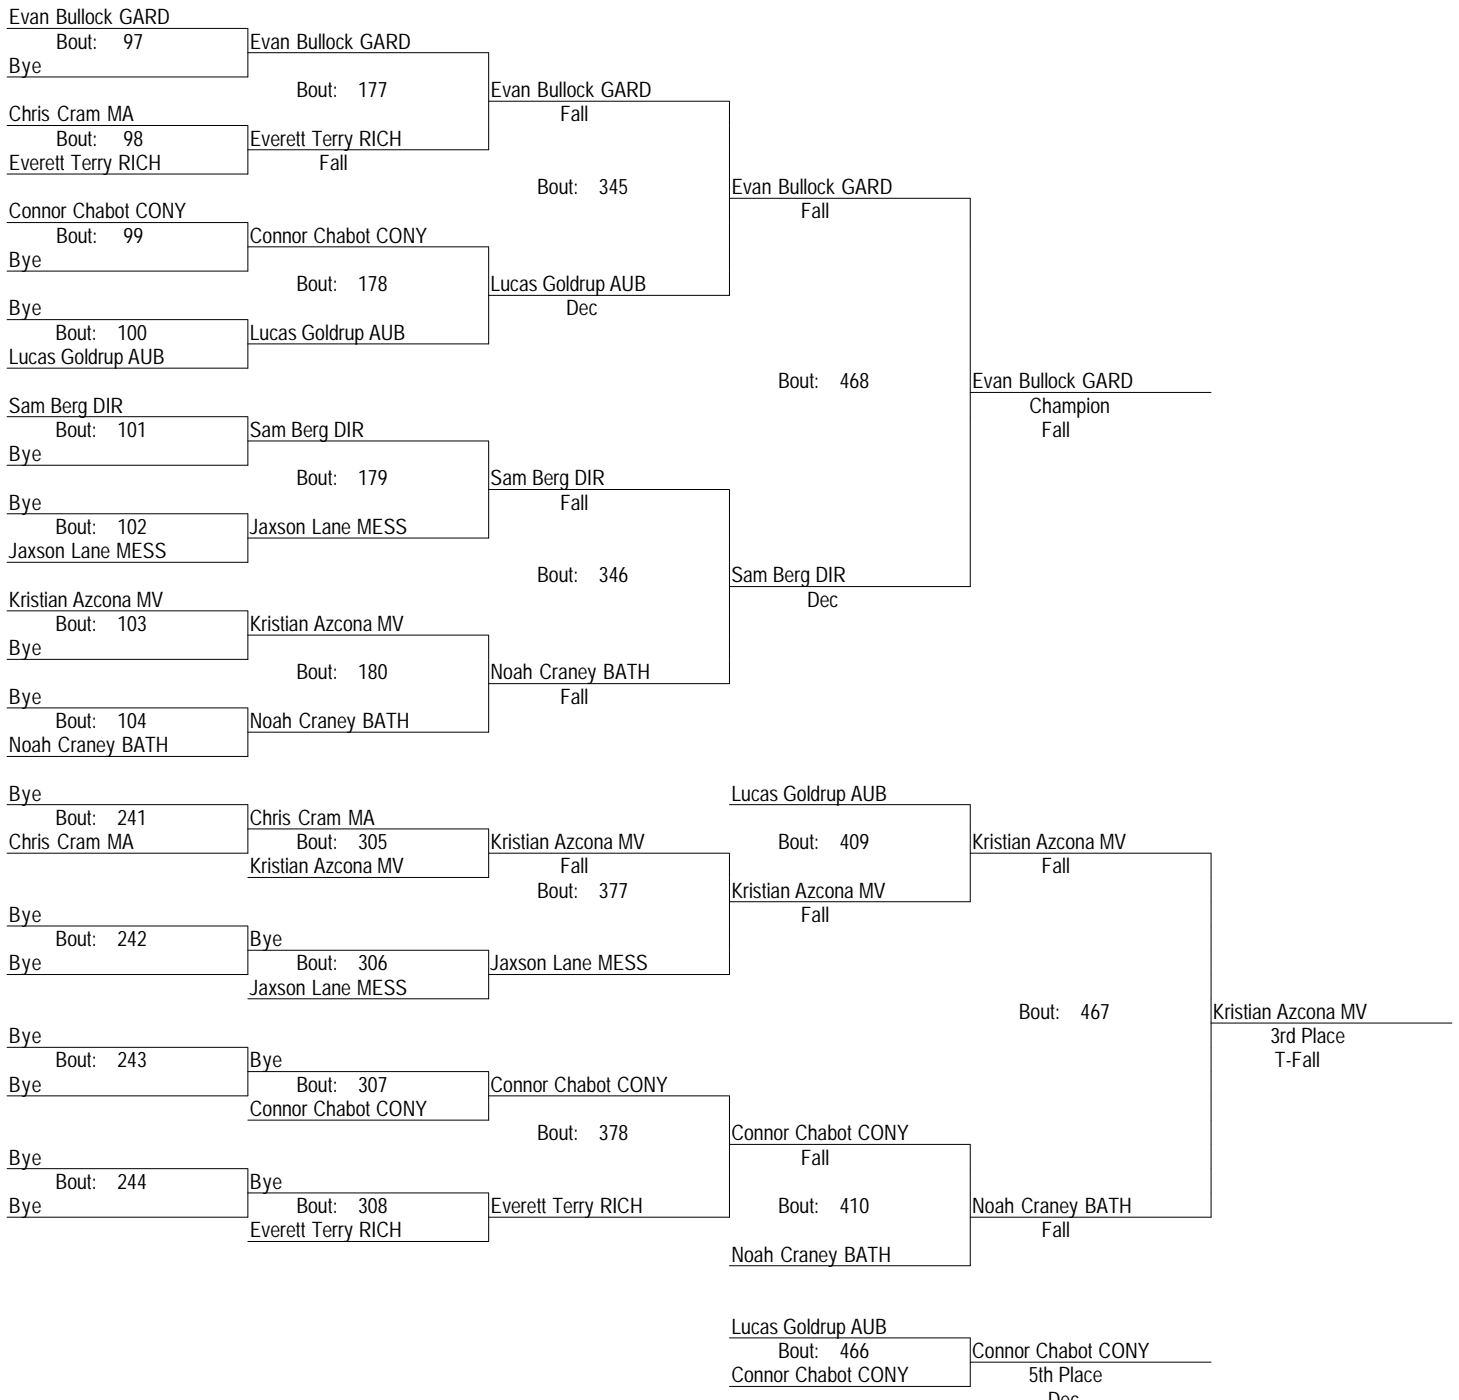 Evan Bullock GARD
Bout: 97
Bye
Evan Bullock GARD
Bout: 177
Evan Bullock GARD
Fall
Chris Cram MA
Bout: 98
Everett Terry RICH
Everett Terry RICH
Fall
Bout: 345
Evan Bullock GARD
Fall
Connor Chabot CONY
Bout: 99
Bye
Connor Chabot CONY
Bout: 178
Lucas Goldrup AUB
Dec
Bye
Bout: 100
Lucas Goldrup AUB
Lucas Goldrup AUB
Bout: 468
Evan Bullock GARD
Champion
Fall
Sam Berg DIR
Bout: 101
Bye
Sam Berg DIR
Bout: 179
Sam Berg DIR
Fall
Bye
Bout: 102
Jaxson Lane MESS
Jaxson Lane MESS
Bout: 346
Sam Berg DIR
Dec
Kristian Azcona MV
Bout: 103
Bye
Kristian Azcona MV
Bout: 180
Noah Craney BATH
Fall
Bye
Bout: 104
Noah Craney BATH
Noah Craney BATH
Bye
Bout: 241
Chris Cram MA
Chris Cram MA
Bout: 305
Kristian Azcona MV
Kristian Azcona MV
Fall
Bout: 377
Lucas Goldrup AUB
Bout: 409
Kristian Azcona MV
Fall
Kristian Azcona MV
Fall
Bye
Bout: 242
Bye
Bye
Bout: 306
Jaxson Lane MESS
Jaxson Lane MESS
Bout: 467
Kristian Azcona MV
3rd Place
T-Fall
Bye
Bout: 243
Bye
Bye
Bout: 307
Connor Chabot CONY
Connor Chabot CONY
Bout: 378
Connor Chabot CONY
Fall
Bye
Bout: 244
Bye
Bye
Bout: 308
Everett Terry RICH
Everett Terry RICH
Bout: 410
Noah Craney BATH
Noah Craney BATH
Fall
Lucas Goldrup AUB
Bout: 466
Connor Chabot CONY
Connor Chabot CONY
5th Place
Dec